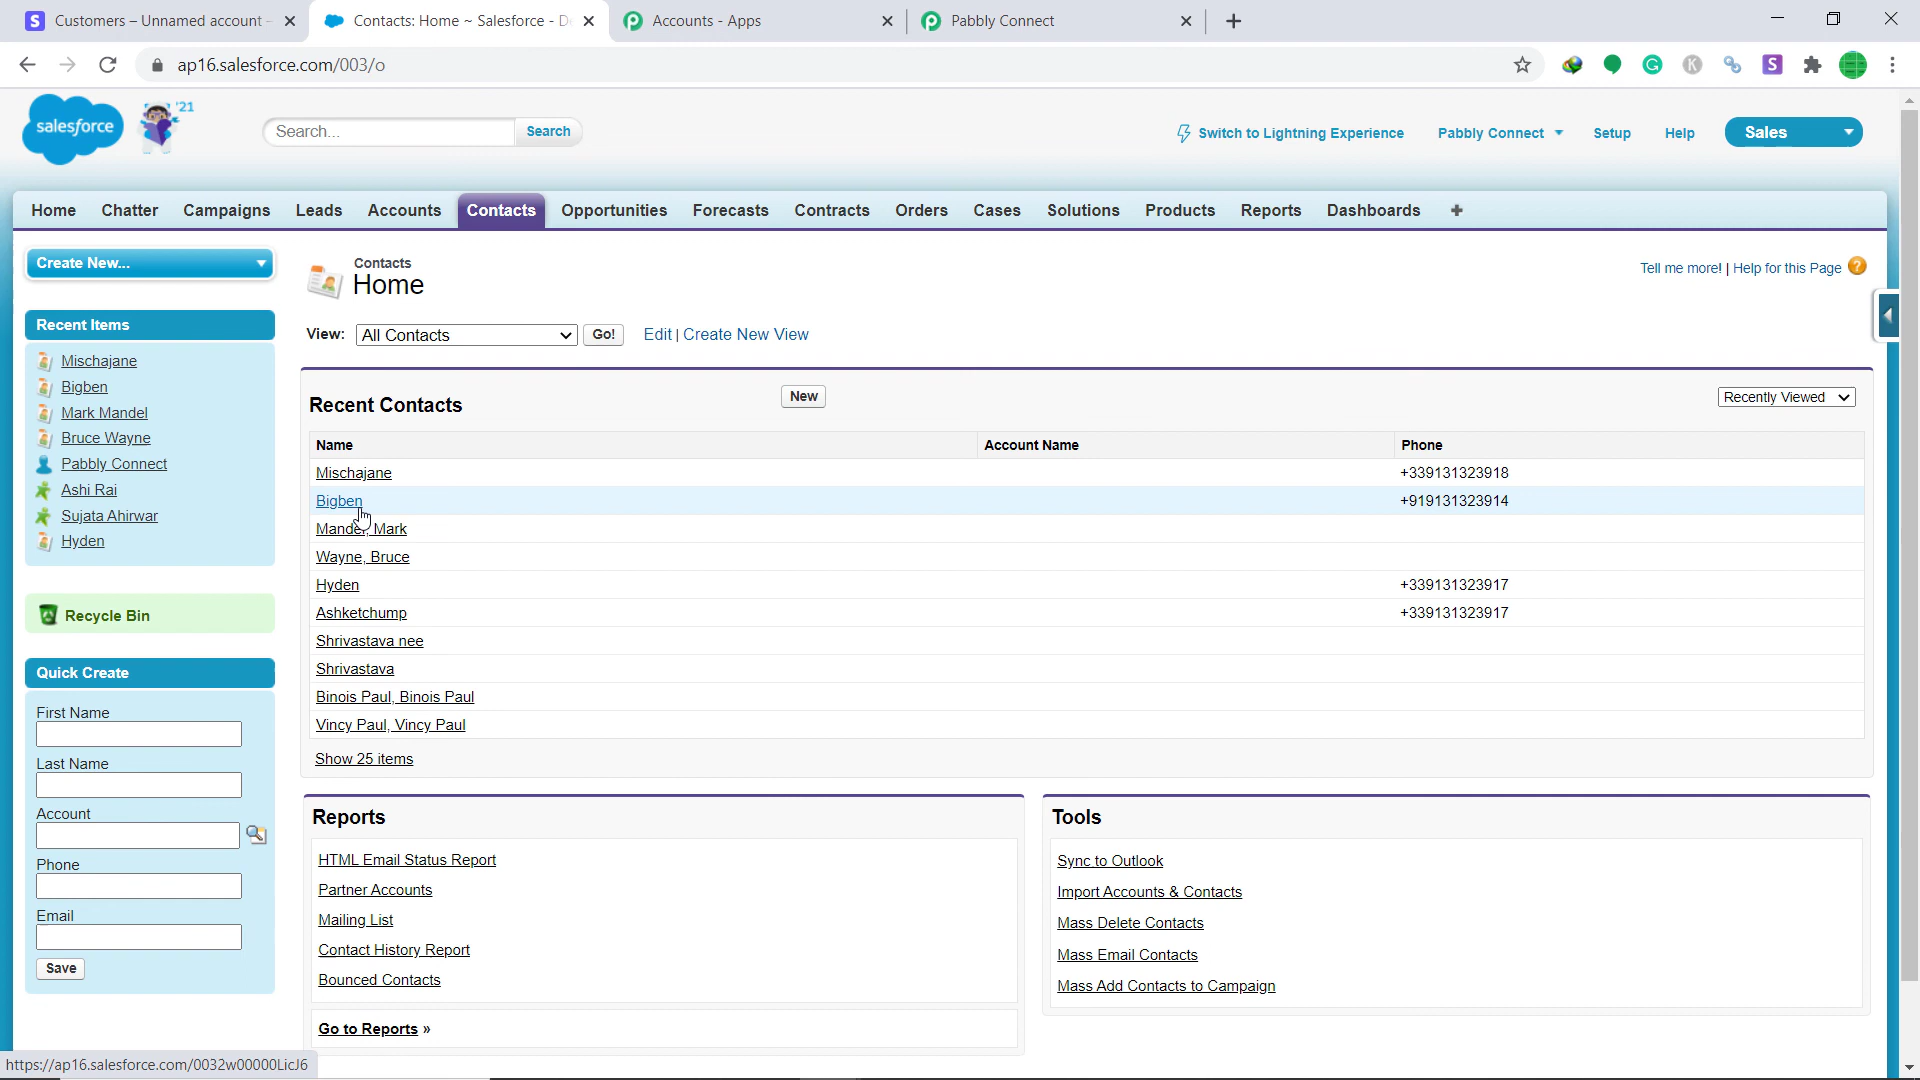 S Customers – Unnamed account -
Contacts: Home ~ Salesforce - D
Accounts - Apps
Pabbly Connect
ap16.salesforce.com/003/o
salesforce
'21
Search...
Search
Switch to Lightning Experience
Pabbly Connect
Setup
Help
Sales
Home Chatter Campaigns Leads Accounts Contacts Opportunities Forecasts Contracts Orders Cases Solutions Products Reports Dashboards +
Create New...
Recent Items
Mischajane
Bigben
Mark Mandel
Bruce Wayne
Pabbly Connect
Ashi Rai
Sujata Ahirwar
Hyden
Recycle Bin
Quick Create
First Name
Last Name
Account
Phone
Email
Save
Contacts
Home
Tell me more! | Help for this Page ?
View: All Contacts Go! Edit | Create New View
Recent Contacts
New
Recently Viewed
Name Account Name Phone
Mischajane +339131323918
Bigben +919131323914
Mandel, Mark
Wayne, Bruce
Hyden +339131323917
Ashketchump +339131323917
Shrivastava nee
Shrivastava
Binois Paul, Binois Paul
Vincy Paul, Vincy Paul
Show 25 items
Reports
HTML Email Status Report
Partner Accounts
Mailing List
Contact History Report
Bounced Contacts
Go to Reports »
Tools
Sync to Outlook
Import Accounts & Contacts
Mass Delete Contacts
Mass Email Contacts
Mass Add Contacts to Campaign
https://ap16.salesforce.com/0032w00000LicJ6